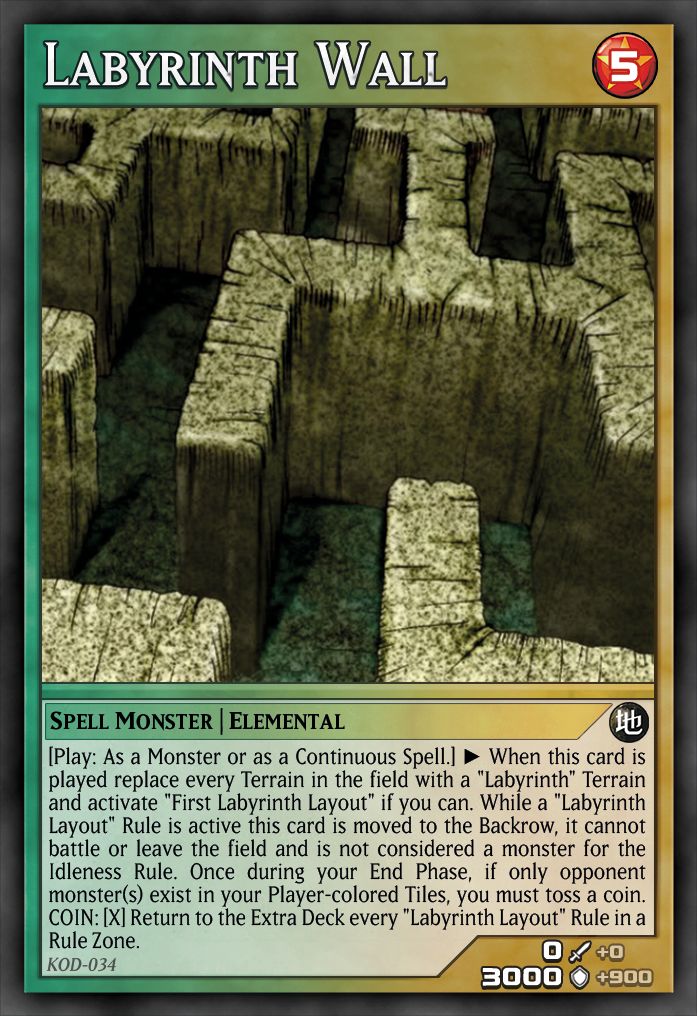 LABYRINTH WALL
5
SPELL MONSTER | ELEMENTAL
地
[Play: As a Monster or as a Continuous Spell.] ► When this card is
played replace every Terrain in the field with a "Labyrinth" Terrain
and activate "First Labyrinth Layout" if you can. While a "Labyrinth
Layout" Rule is active this card is moved to the Backrow, it cannot
battle or leave the field and is not considered a monster for the
Idleness Rule. Once during your End Phase, if only opponent
monster(s) exist in your Player-colored Tiles, you must toss a coin.
COIN: [X] Return to the Extra Deck every "Labyrinth Layout" Rule in a
Rule Zone.
KOD-034
0 +0
3000 +900